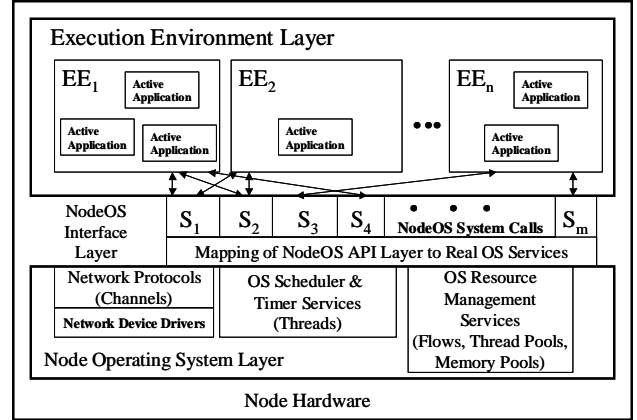 Execution Environment Layer
EE1
Active
Application
Active
Application
Active
Application
EE2
Active
Application
•••
EEn
Active
Application
Active
Application
NodeOS
Interface
Layer
S1
S2
S3
S4
• • •
NodeOS System Calls
Sm
Mapping of NodeOS API Layer to Real OS Services
Network Protocols
(Channels)
Network Device Drivers
OS Scheduler &
Timer Services
(Threads)
OS Resource
Management
Services
(Flows, Thread Pools,
Memory Pools)
Node Operating System Layer
Node Hardware